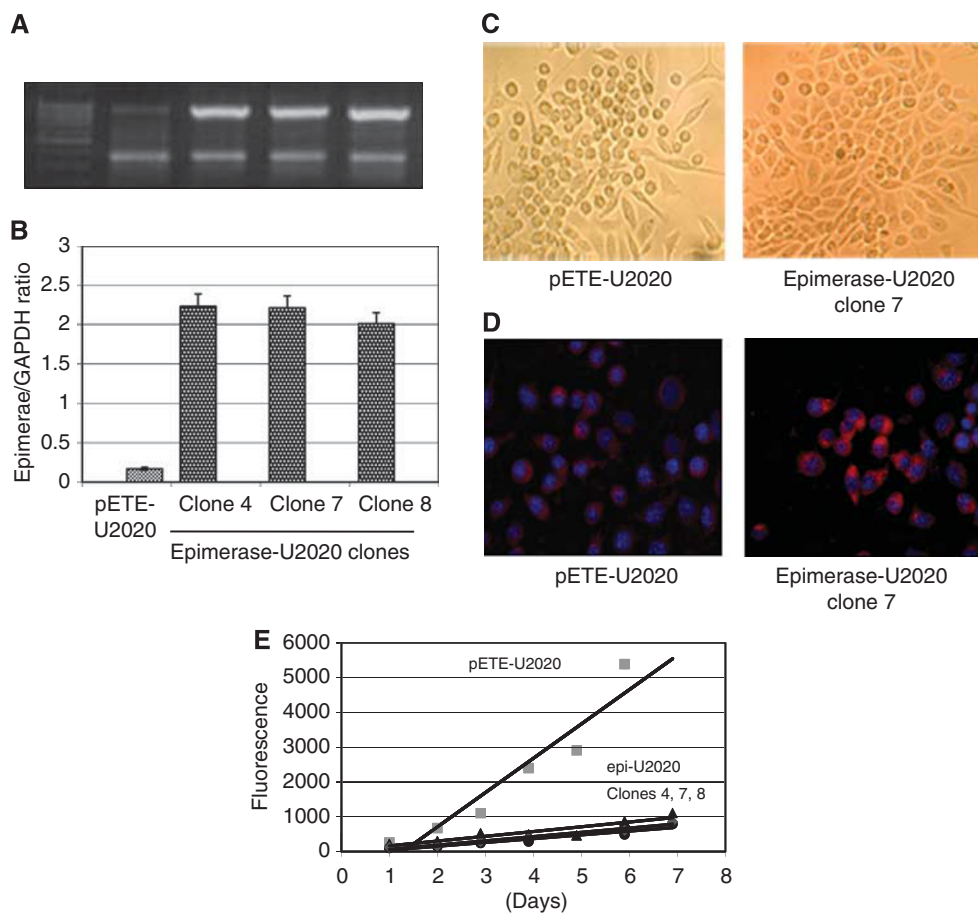 A
B
Epimerae/GAPDH ratio
3
2.5
2
1.5
1
0.5
0
pETE-
U2020
Clone 4 Clone 7 Clone 8
Epimerase-U2020 clones
C
pETE-U2020
Epimerase-U2020
clone 7
D
pETE-U2020
Epimerase-U2020
clone 7
E
Fluorescence
6000
5000
4000
3000
2000
1000
0
pETE-U2020
epi-U2020
Clones 4, 7, 8
0 1 2 3 4 5 6 7 8
(Days)